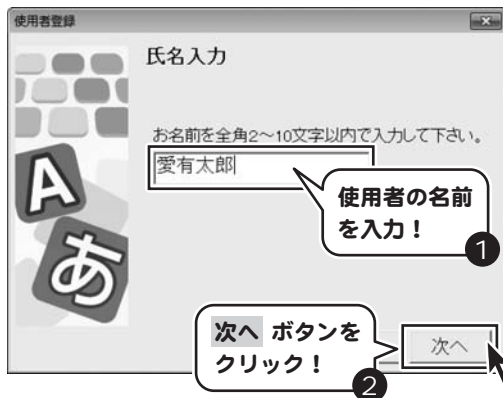 使用者登録
氏名入力
お名前を全角2〜10文字以内で入力して下さい。
愛有太郎
使用者の名前
を入力！
1
A
あ
次へ ボタンを
クリック！
2
次へ